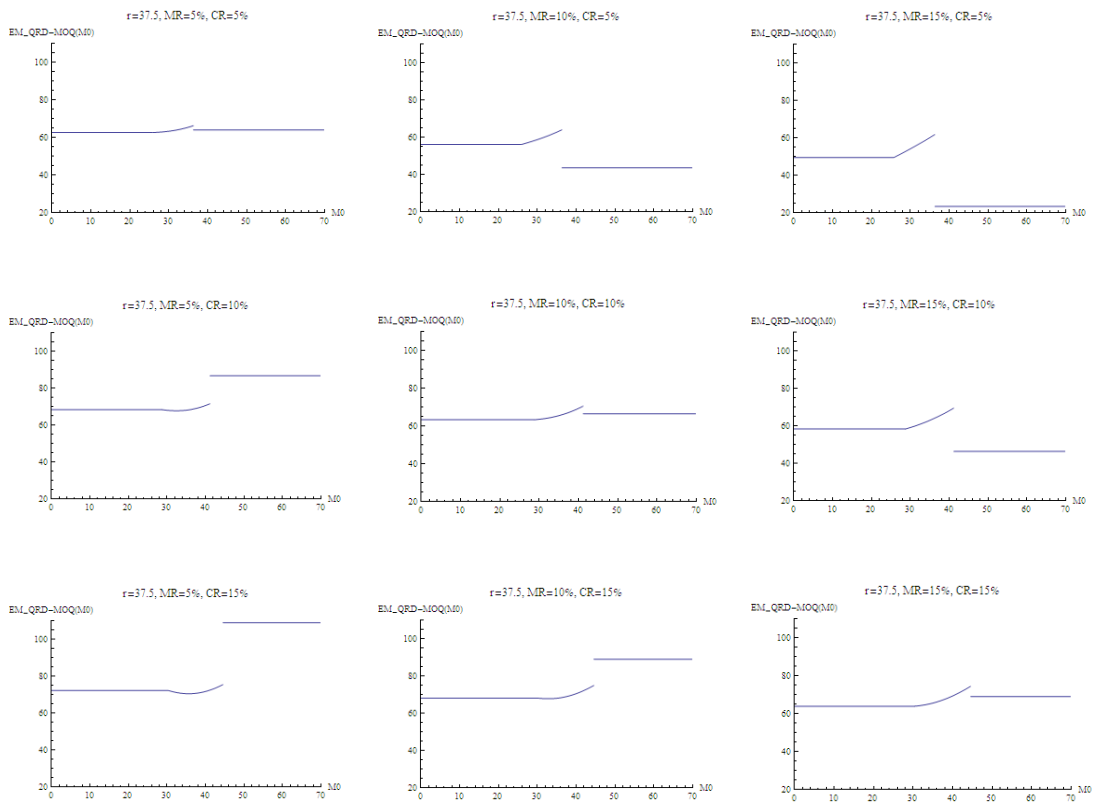 r=37.5, MR=5%, CR=5%
EM_QRD-MOQ(M0)
100
80
60
40
20
0 10 20 30 40 50 60 70 M0
r=37.5, MR=10%, CR=5%
EM_QRD-MOQ(M0)
100
80
60
40
20
0 10 20 30 40 50 60 70 M0
r=37.5, MR=15%, CR=5%
EM_QRD-MOQ(M0)
100
80
60
40
20
0 10 20 30 40 50 60 70 M0
r=37.5, MR=5%, CR=10%
EM_QRD-MOQ(M0)
100
80
60
40
20
0 10 20 30 40 50 60 70 M0
r=37.5, MR=10%, CR=10%
EM_QRD-MOQ(M0)
100
80
60
40
20
0 10 20 30 40 50 60 70 M0
r=37.5, MR=15%, CR=10%
EM_QRD-MOQ(M0)
100
80
60
40
20
0 10 20 30 40 50 60 70 M0
r=37.5, MR=5%, CR=15%
EM_QRD-MOQ(M0)
100
80
60
40
20
0 10 20 30 40 50 60 70 M0
r=37.5, MR=10%, CR=15%
EM_QRD-MOQ(M0)
100
80
60
40
20
0 10 20 30 40 50 60 70 M0
r=37.5, MR=15%, CR=15%
EM_QRD-MOQ(M0)
100
80
60
40
20
0 10 20 30 40 50 60 70 M0